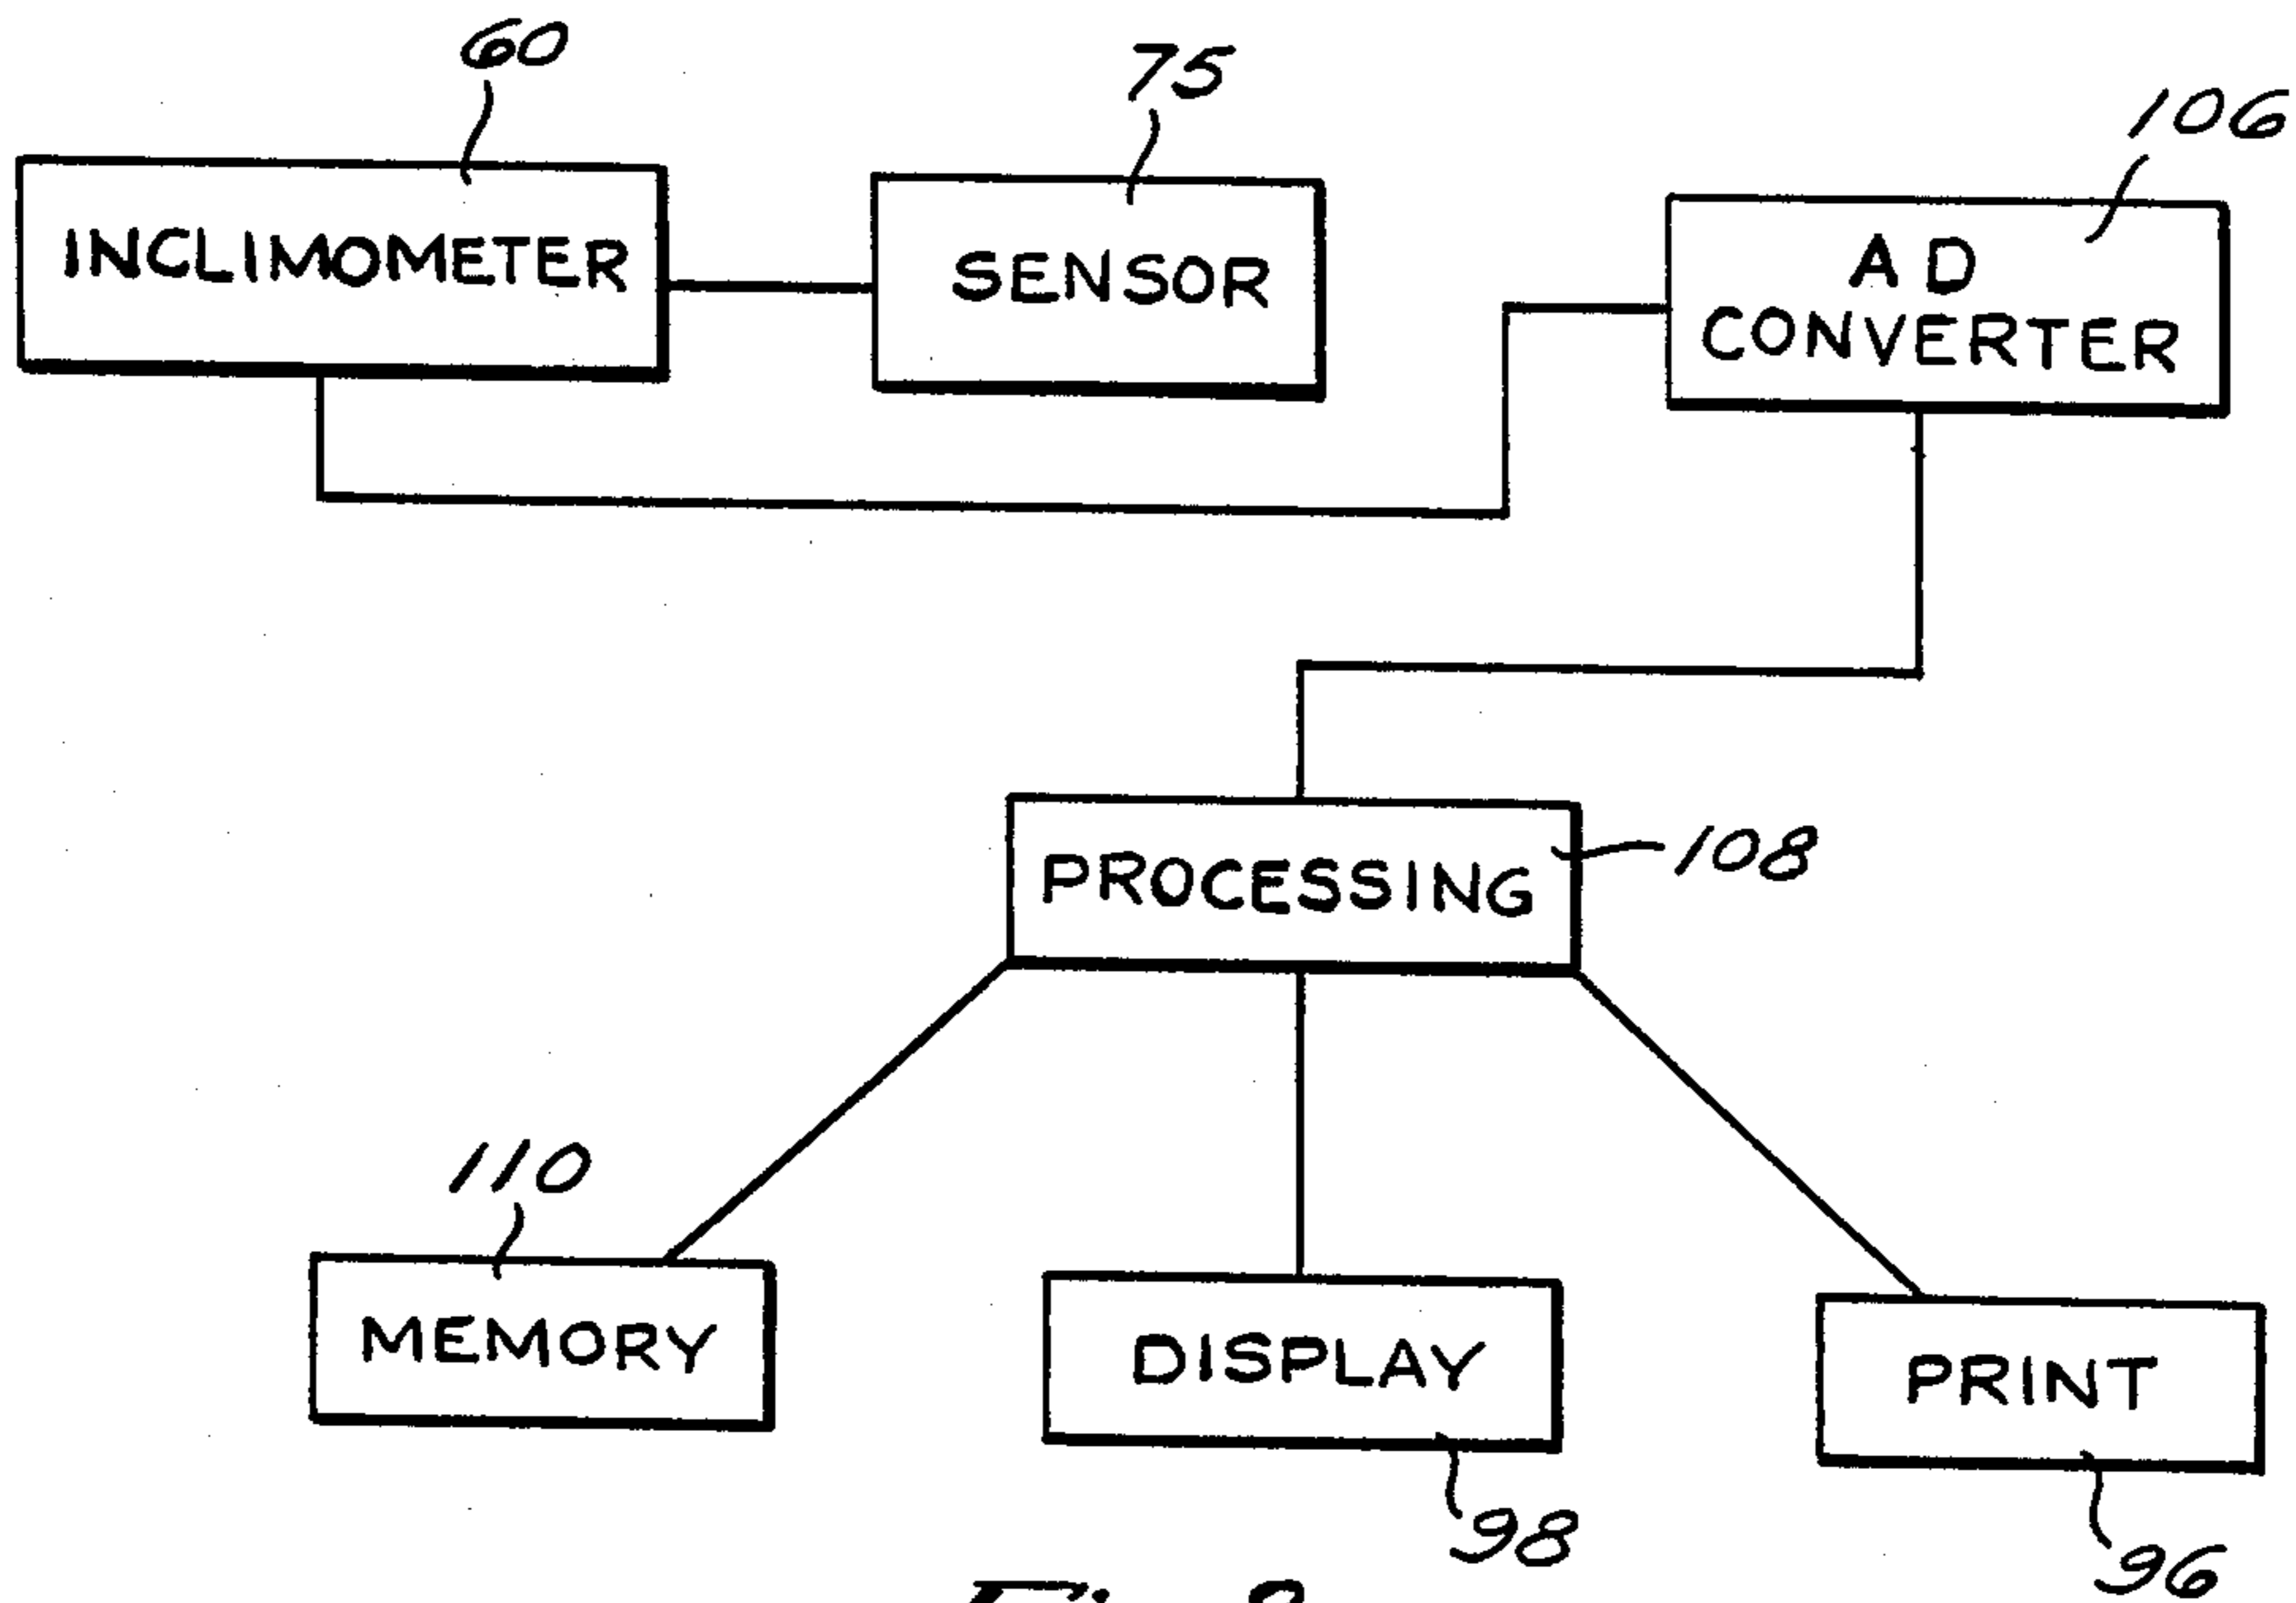 60
75
106
INCLIMOMETER
SENSOR
A D
CONVERTER
PROCESSING
108
110
MEMORY
DISPLAY
PRINT
98
96